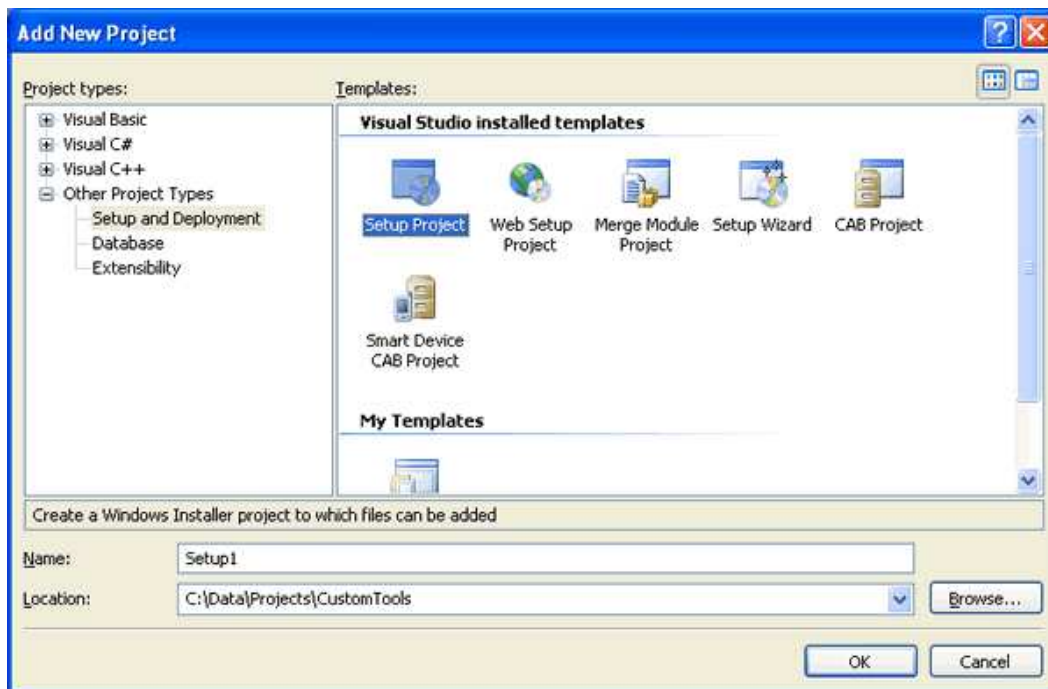 Add New Project
Project types:
Templates:
Visual Basic
Visual C#
Visual C++
Other Project Types
Setup and Deployment
Database
Extensibility
Visual Studio installed templates
Setup Project
Web Setup
Project
Merge Module
Project
Setup Wizard
CAB Project
Smart Device
CAB Project
My Templates
Create a Windows Installer project to which files can be added
Name:
Setup1
Location:
C:\Data\Projects\CustomTools
Browse...
OK
Cancel